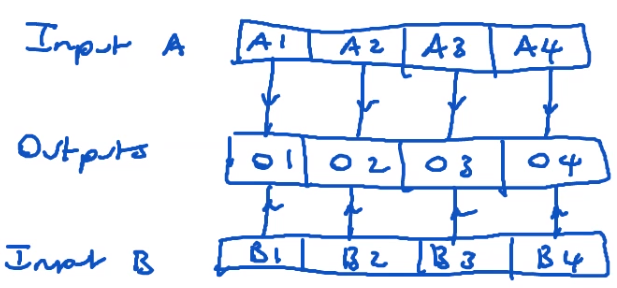 Input A A1 A2 A3 A4
Outputs O1 O2 O3 O4
Input B B1 B2 B3 B4